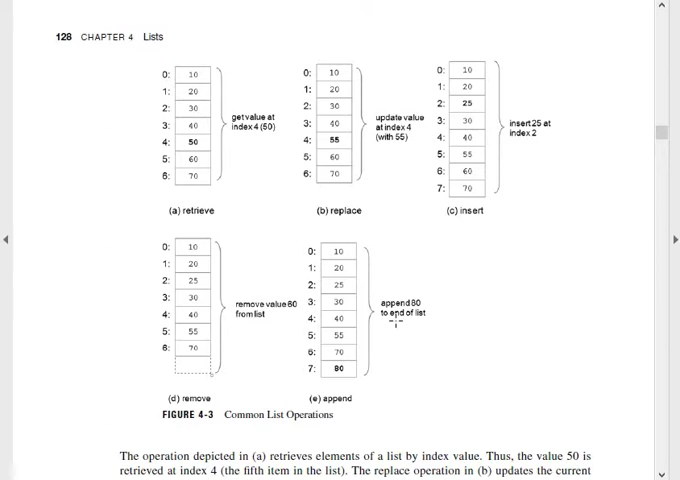 128 CHAPTER 4 Lists
0: 10
1: 20
2: 30
3: 40
4: 50
5: 60
6: 70
get value at
index 4 (50)
(a) retrieve
0: 10
1: 20
2: 30
3: 40
4: 55
5: 60
6: 70
update value
at index 4
(with 55)
(b) replace
0: 10
1: 20
2: 25
3: 30
4: 40
5: 55
6: 60
7: 70
insert 25 at
index 2
(c) insert
0: 10
1: 20
2: 25
3: 30
4: 40
5: 55
6: 70
remove value 60
from list
(d) remove
0: 10
1: 20
2: 25
3: 30
4: 40
5: 55
6: 70
7: 80
append 80
to end of list
(e) append
FIGURE 4-3 Common List Operations
The operation depicted in (a) retrieves elements of a list by index value. Thus, the value 50 is
retrieved at index 4 (the fifth item in the list). The replace operation in (b) updates the current